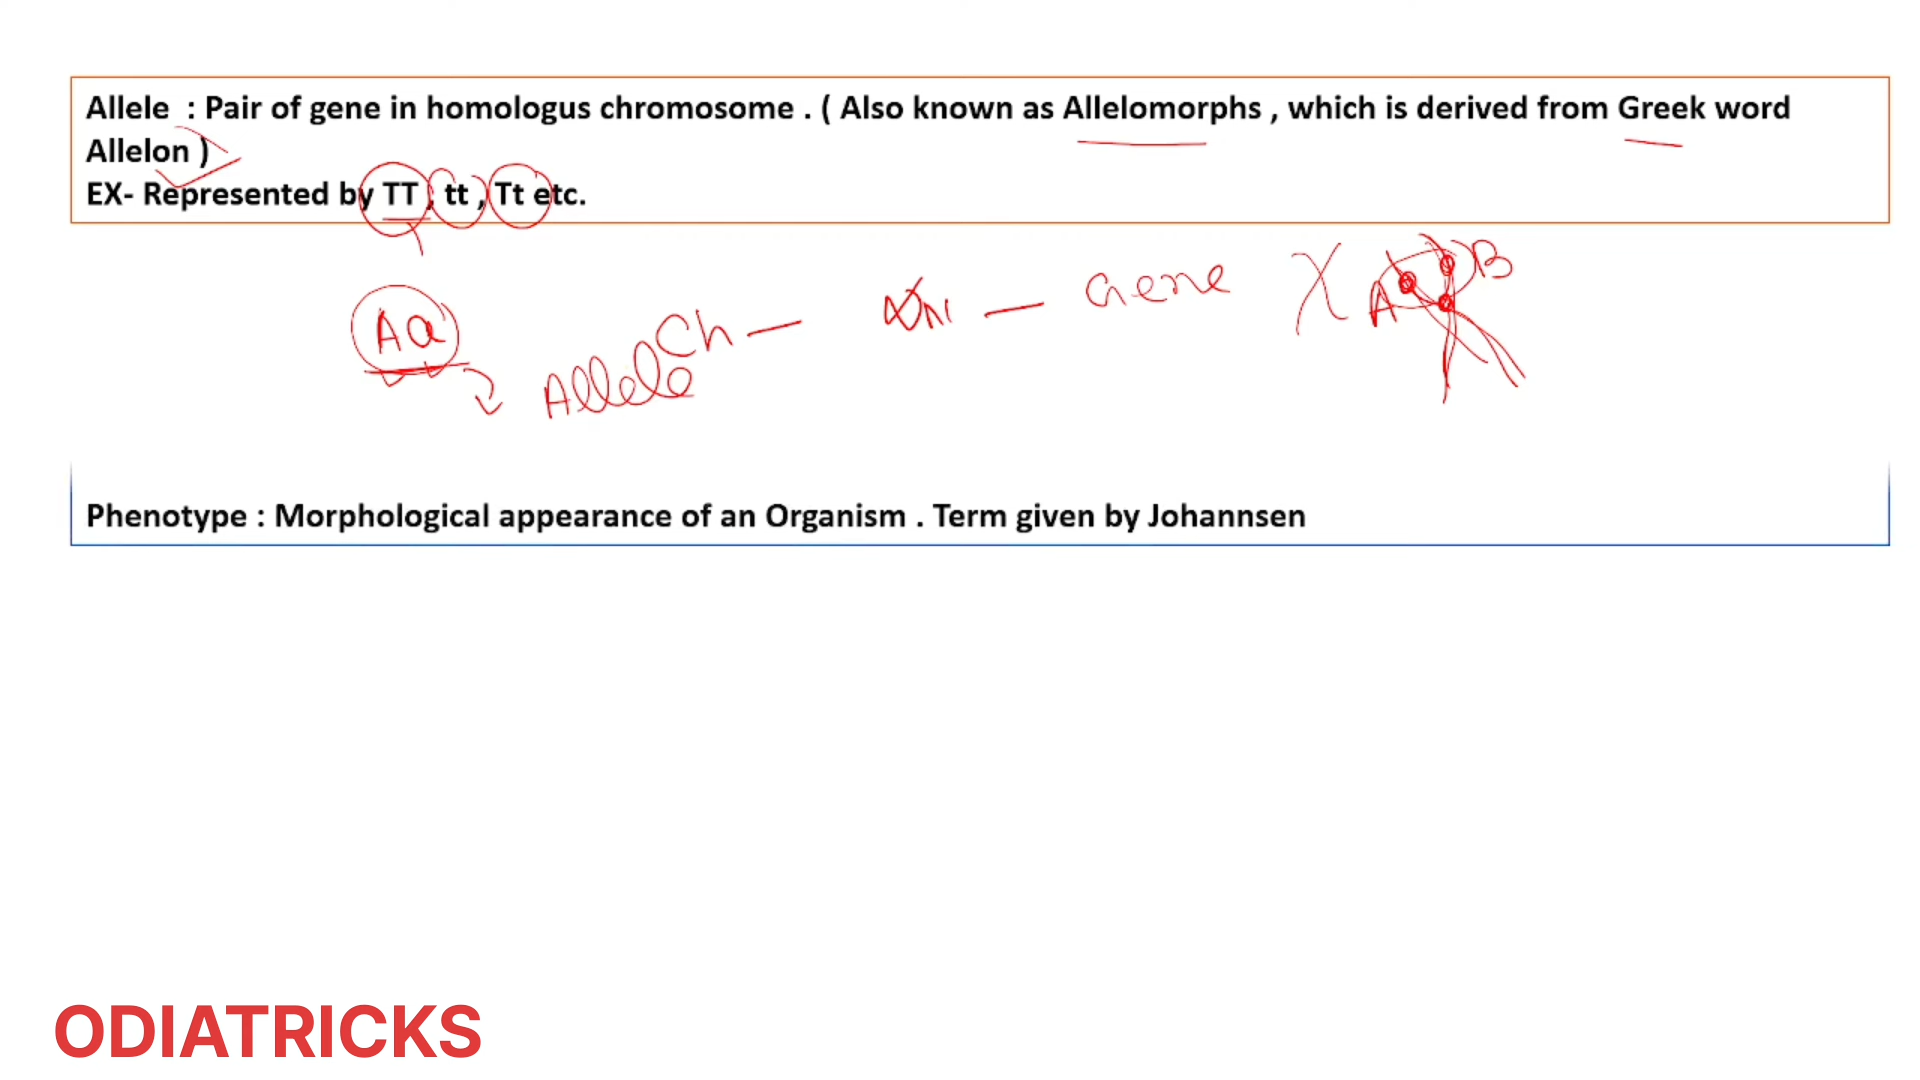 Allele : Pair of gene in homologus chromosome . ( Also known as Allelomorphs , which is derived from Greek word
Allelon )
EX- Represented by TT , tt , Tt etc.
Aa
Allele
Ch — — Gene
A B
Phenotype : Morphological appearance of an Organism . Term given by Johannsen
ODIATRICKS